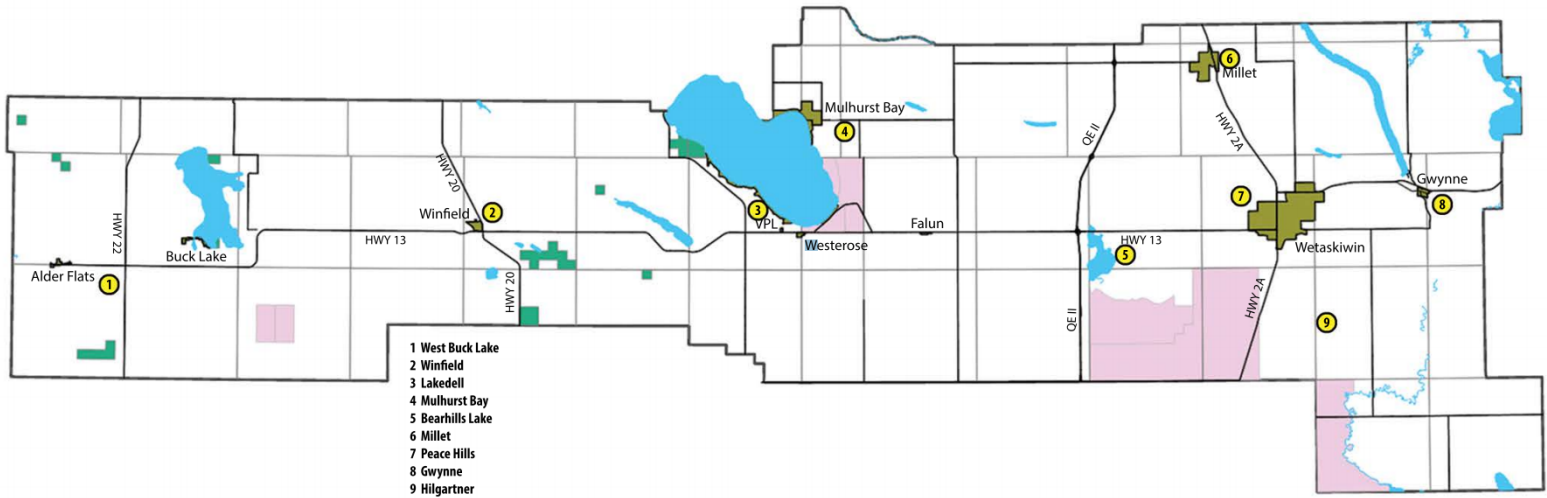 6
Millet
Mulhurst Bay
4
QE II
HWY 2A
HWY 20
Gwynne
8
7
3
VPL
Winfield
2
Falun
HWY 22
HWY 13
Westerose
HWY 13
Wetaskiwin
Buck Lake
5
Alder Flats
1
HWY 20
QE II
HWY 2A
9
1 West Buck Lake
2 Winfield
3 Lakedell
4 Mulhurst Bay
5 Bearhills Lake
6 Millet
7 Peace Hills
8 Gwynne
9 Hilgartner